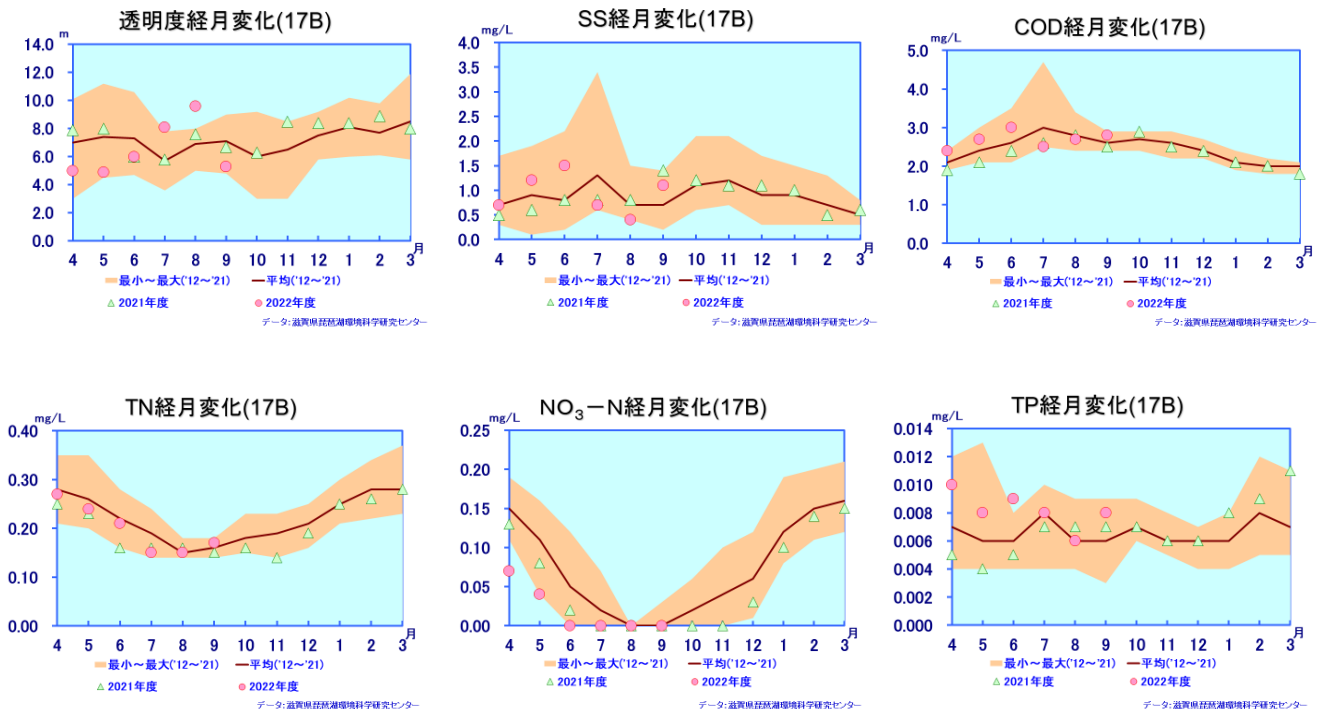 透明度経月変化(17B)
m
14.0
12.0
10.0
8.0
6.0
4.0
2.0
0.0
4 5 6 7 8 9 10 11 12 1 2 3 月
最小～最大('12～'21) 平均('12～'21)
2021年度 2022年度
データ:滋賀県琵琶湖環境科学研究センター
SS経月変化(17B)
mg/L
4.0
3.5
3.0
2.5
2.0
1.5
1.0
0.5
0.0
4 5 6 7 8 9 10 11 12 1 2 3 月
最小～最大('12～'21) 平均('12～'21)
2021年度 2022年度
データ:滋賀県琵琶湖環境科学研究センター
COD経月変化(17B)
mg/L
5.0
4.0
3.0
2.0
1.0
0.0
4 5 6 7 8 9 10 11 12 1 2 3 月
最小～最大('12～'21) 平均('12～'21)
2021年度 2022年度
データ:滋賀県琵琶湖環境科学研究センター
TN経月変化(17B)
mg/L
0.40
0.30
0.20
0.10
0.00
4 5 6 7 8 9 10 11 12 1 2 3 月
最小～最大('12～'21) 平均('12～'21)
2021年度 2022年度
データ:滋賀県琵琶湖環境科学研究センター
NO₃－N経月変化(17B)
mg/L
0.25
0.20
0.15
0.10
0.05
0.00
4 5 6 7 8 9 10 11 12 1 2 3 月
最小～最大('12～'21) 平均('12～'21)
2021年度 2022年度
データ:滋賀県琵琶湖環境科学研究センター
TP経月変化(17B)
mg/L
0.014
0.012
0.010
0.008
0.006
0.004
0.002
0.000
4 5 6 7 8 9 10 11 12 1 2 3 月
最小～最大('12～'21) 平均('12～'21)
2021年度 2022年度
データ:滋賀県琵琶湖環境科学研究センター